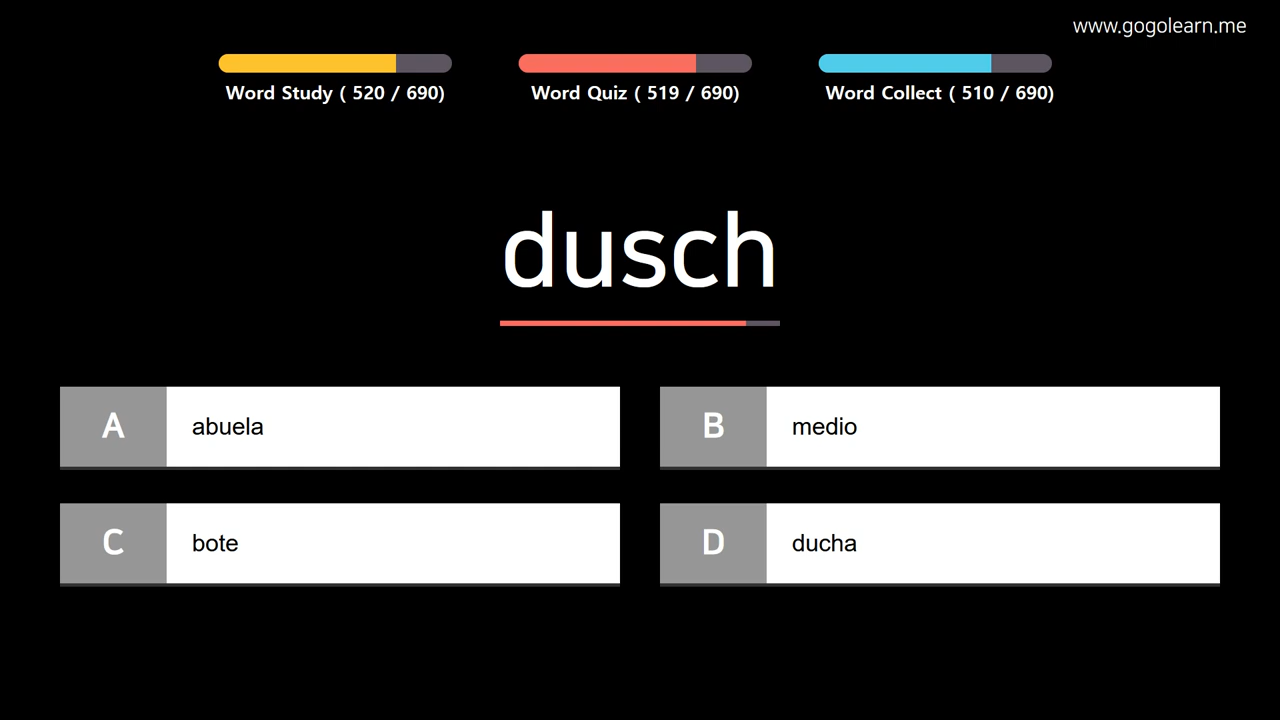 www.gogolearn.me
Word Study ( 520 / 690)
Word Quiz ( 519 / 690)
Word Collect ( 510 / 690)
dusch
A abuela
B medio
C bote
D ducha